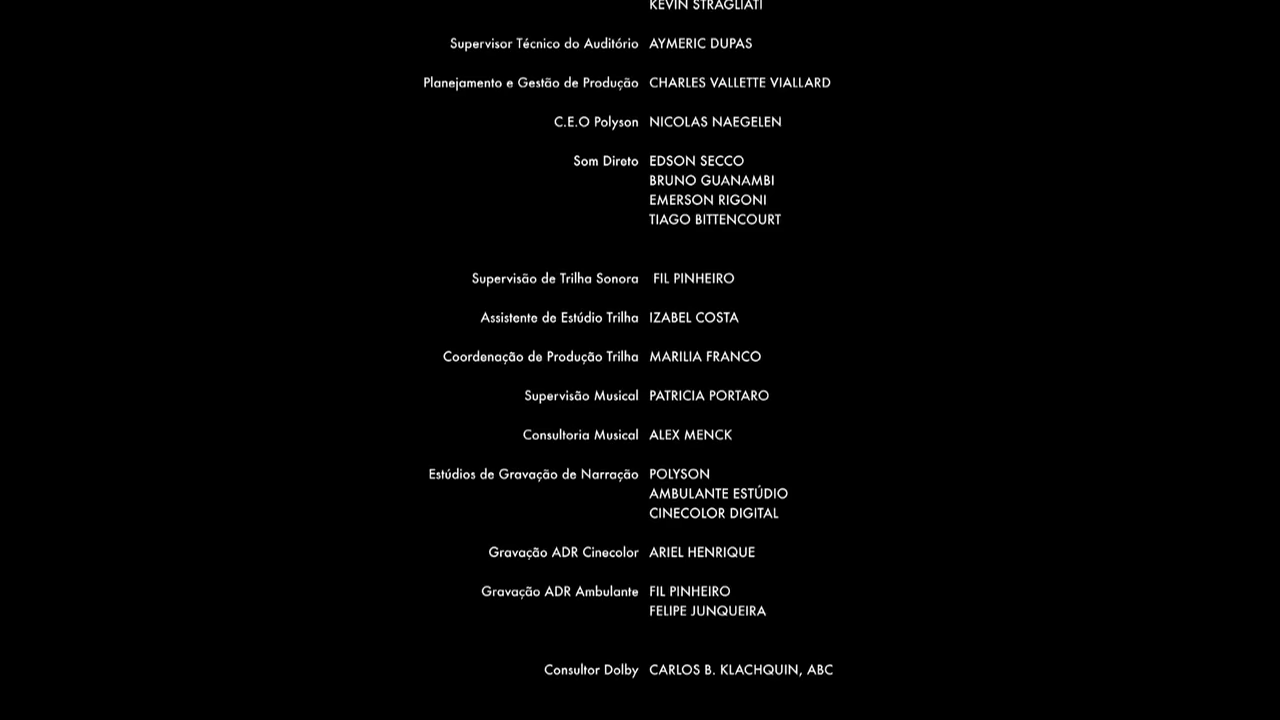 KEVIN STRAGLIATI
Supervisor Técnico do Auditório AYMERIC DUPAS
Planejamento e Gestão de Produção CHARLES VALLETTE VIALLARD
C.E.O Polyson NICOLAS NAEGELEN
Som Direto EDSON SECCO
BRUNO GUANAMBI
EMERSON RIGONI
TIAGO BITTENCOURT
Supervisão de Trilha Sonora FIL PINHEIRO
Assistente de Estúdio Trilha IZABEL COSTA
Coordenação de Produção Trilha MARILIA FRANCO
Supervisão Musical PATRICIA PORTARO
Consultoria Musical ALEX MENCK
Estúdios de Gravação de Narração POLYSON
AMBULANTE ESTÚDIO
CINECOLOR DIGITAL
Gravação ADR Cinecolor ARIEL HENRIQUE
Gravação ADR Ambulante FIL PINHEIRO
FELIPE JUNQUEIRA
Consultor Dolby CARLOS B. KLACHQUIN, ABC